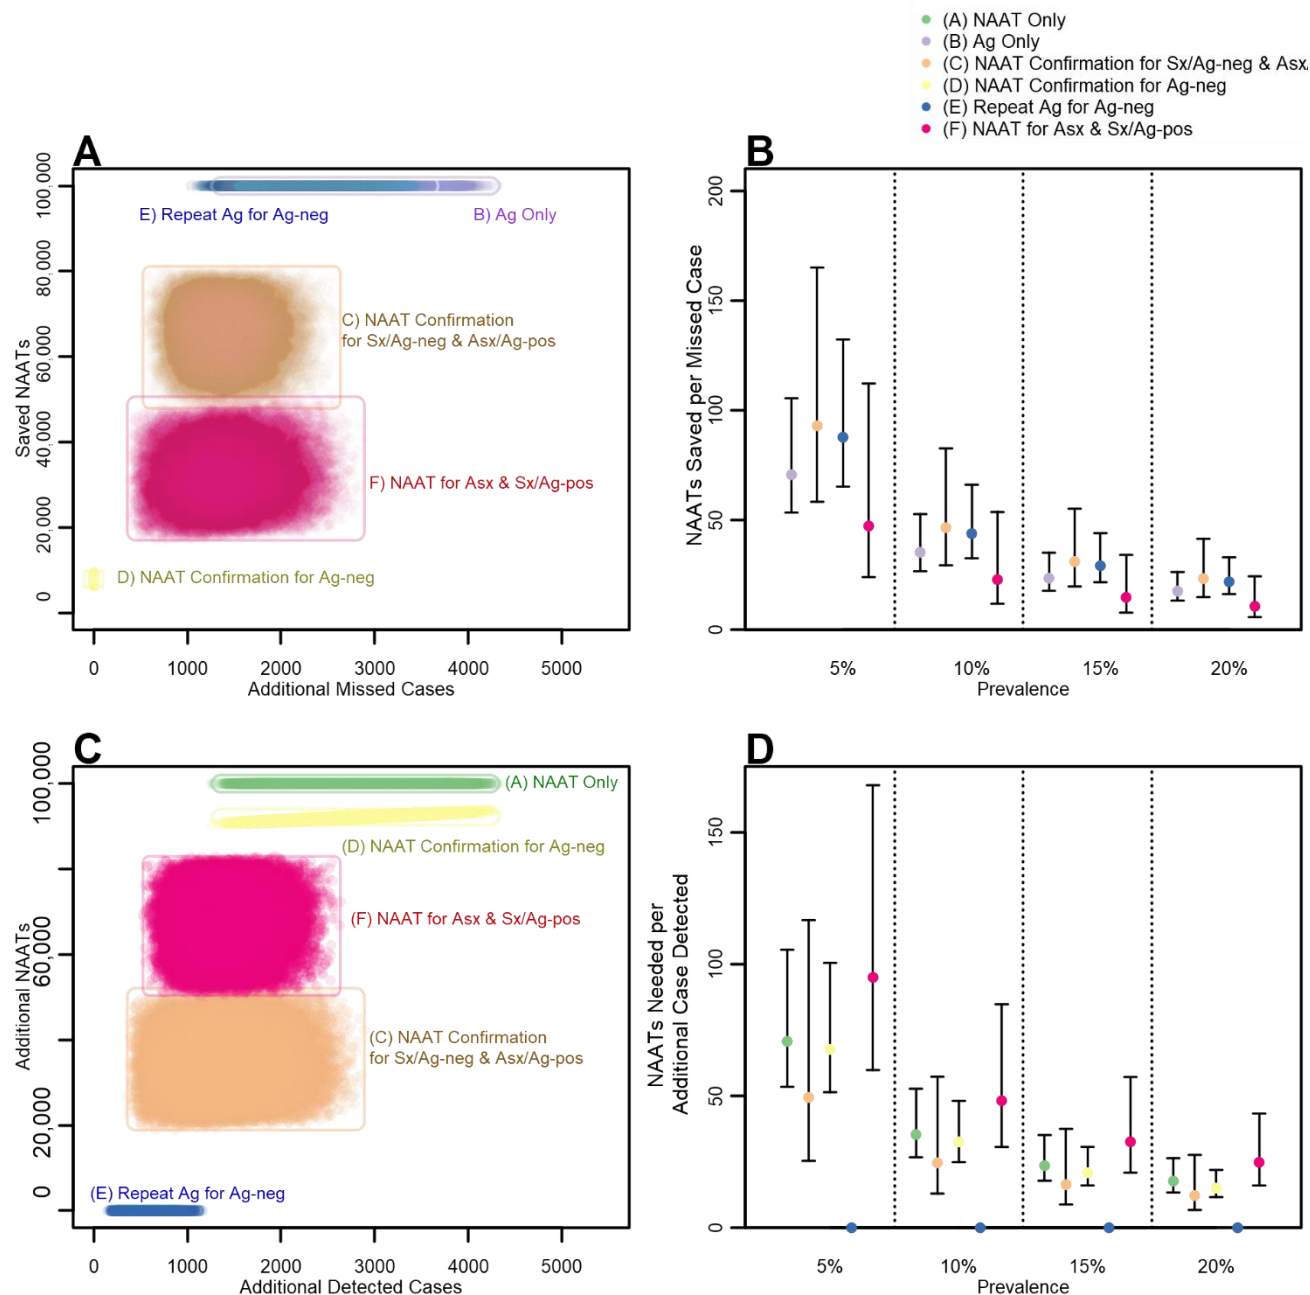 (A) NAAT Only
(B) Ag Only
(C) NAAT Confirmation for Sx/Ag-neg & Asx/
(D) NAAT Confirmation for Ag-neg
(E) Repeat Ag for Ag-neg
(F) NAAT for Asx & Sx/Ag-pos
A
100,000
80,000
60,000
40,000
20,000
0
Saved NAATs
E) Repeat Ag for Ag-neg
B) Ag Only
C) NAAT Confirmation
for Sx/Ag-neg & Asx/Ag-pos
F) NAAT for Asx & Sx/Ag-pos
D) NAAT Confirmation for Ag-neg
0 1000 2000 3000 4000 5000
Additional Missed Cases
B
200
150
100
50
0
NAATs Saved per Missed Case
5% 10% 15% 20%
Prevalence
C
100,000
60,000
20,000
0
Additional NAATs
(A) NAAT Only
(D) NAAT Confirmation for Ag-neg
(F) NAAT for Asx & Sx/Ag-pos
(C) NAAT Confirmation
for Sx/Ag-neg & Asx/Ag-pos
(E) Repeat Ag for Ag-neg
0 1000 2000 3000 4000 5000
Additional Detected Cases
D
150
100
50
0
NAATs Needed per
Additional Case Detected
5% 10% 15% 20%
Prevalence